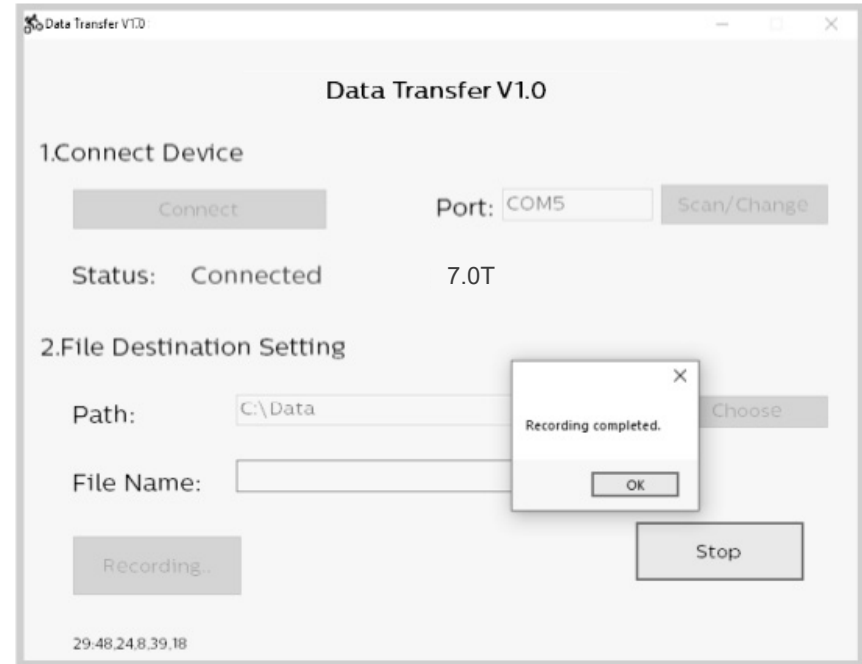 Data Transfer V1.0
Data Transfer V1.0
1.Connect Device
Connect
Port: COM5 Scan/Change
Status: Connected 7.0T
2.File Destination Setting
Path: C:\Data Choose
Recording completed.
File Name:
OK
Recording..
Stop
29:48,24,8,39,18